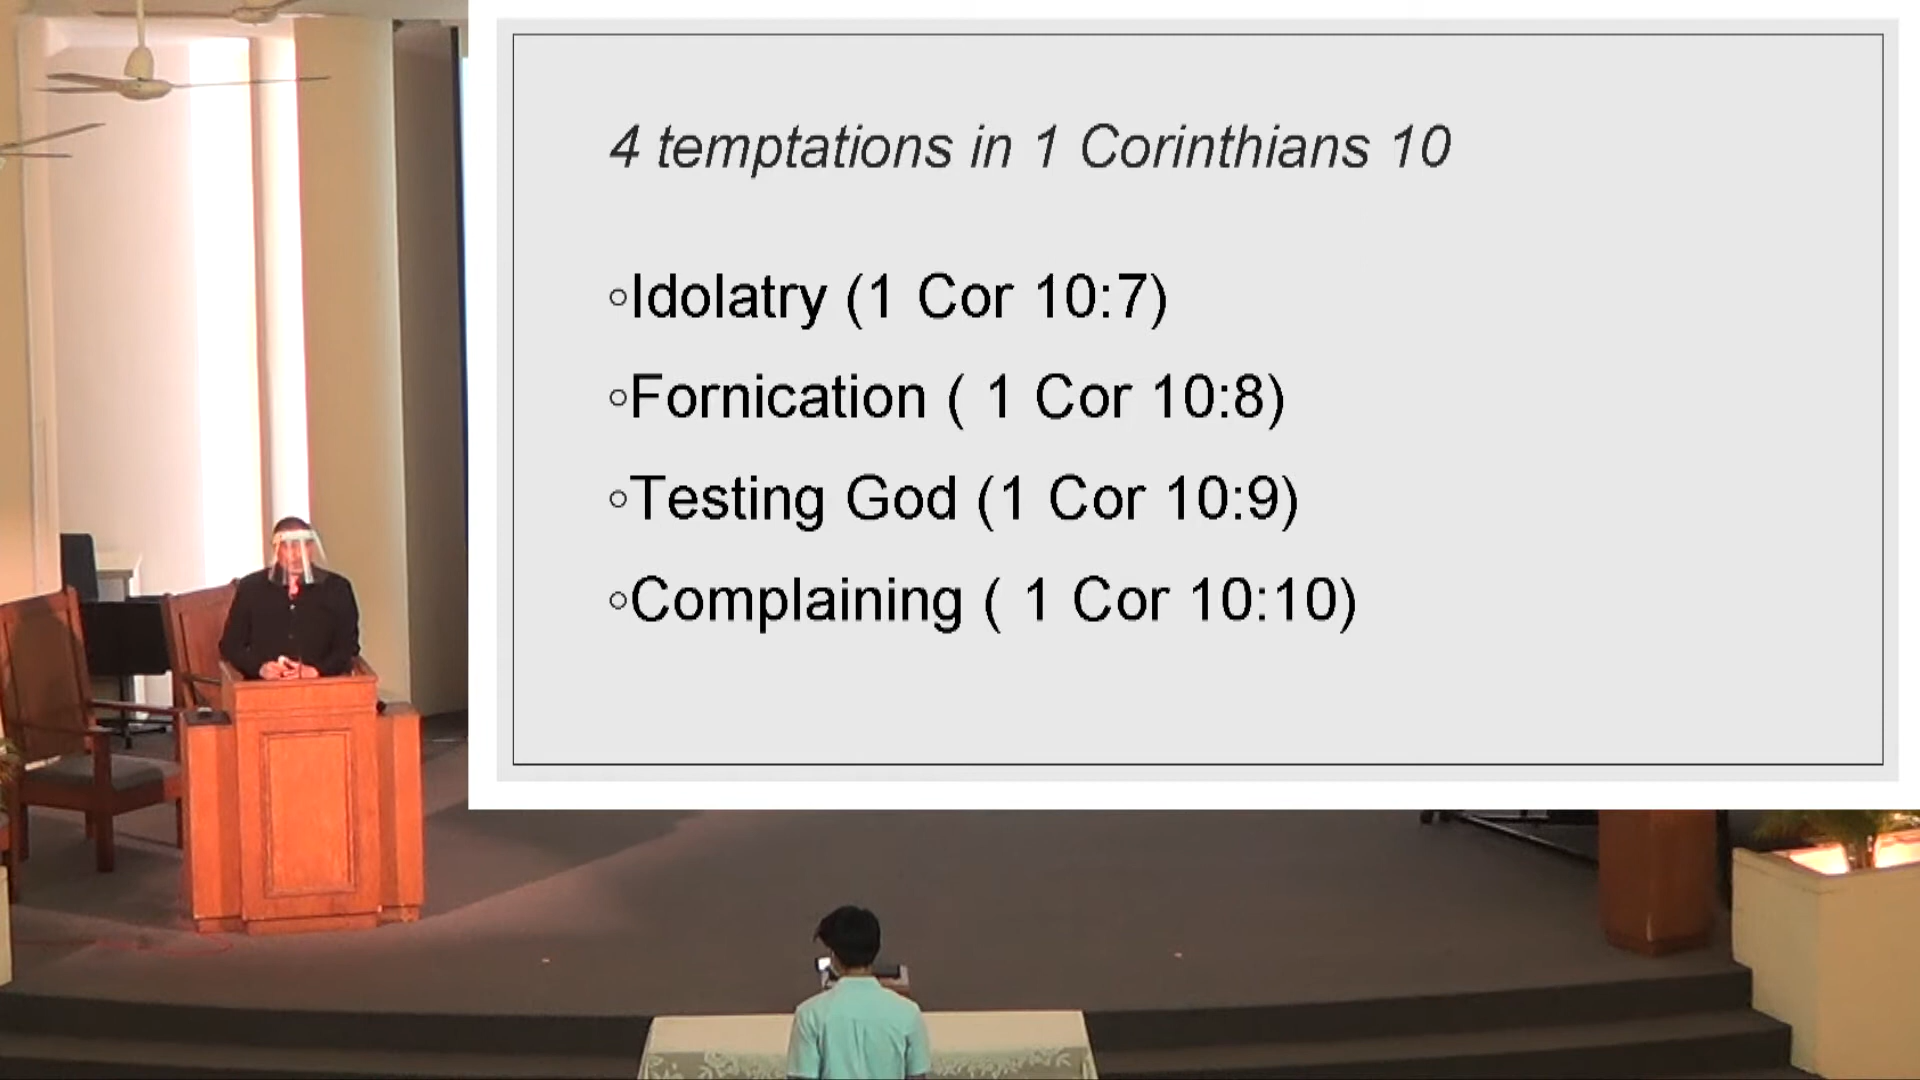 4 temptations in 1 Corinthians 10
◦Idolatry (1 Cor 10:7)
◦Fornication ( 1 Cor 10:8)
◦Testing God (1 Cor 10:9)
◦Complaining ( 1 Cor 10:10)